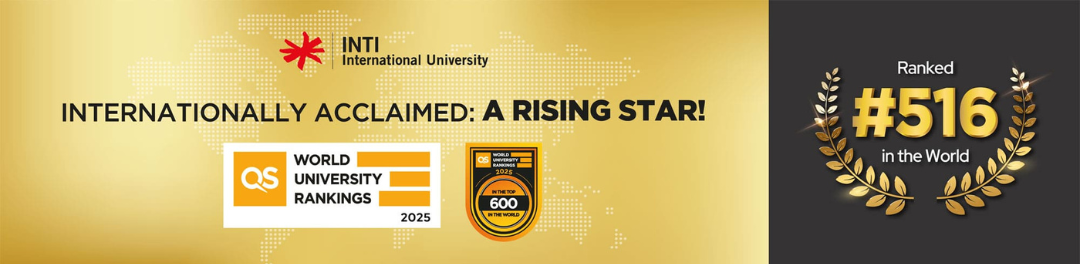 INTI
International University
INTERNATIONALLY ACCLAIMED: A RISING STAR!
QS
WORLD
UNIVERSITY
RANKINGS
2025
QS
WORLD
UNIVERSITY
RANKINGS
2025
IN THE TOP
600
IN THE WORLD
Ranked
#516
in the World